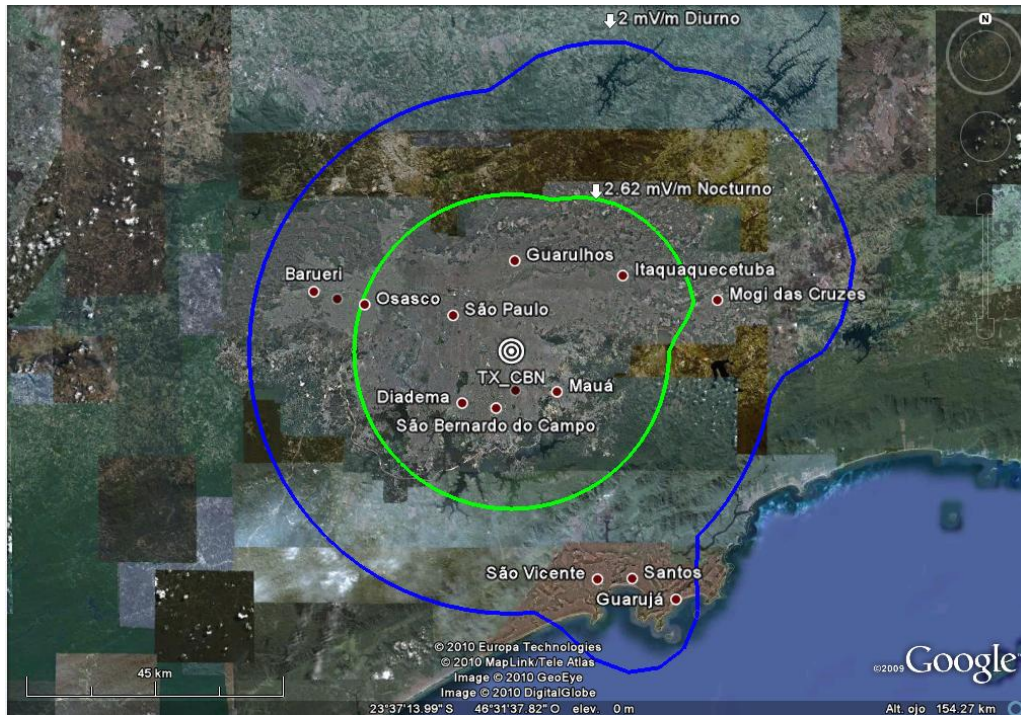 2 mV/m Diurno
N
2.62 mV/m Nocturno
Guarulhos
Itaquaquecetuba
Barueri
Osasco
Mogi das Cruzes
São Paulo
TX_CBN
Mauá
Diadema
São Bernardo do Campo
São Vicente
Santos
Guarujá
© 2010 Europa Technologies
© 2010 MapLink/Tele Atlas
Image © 2010 GeoEye
Image © 2010 DigitalGlobe
©2009 Google
45 km
23°37'13.99" S 46°31'37.82" O elev. 0 m
Alt. ojo 154.27 km